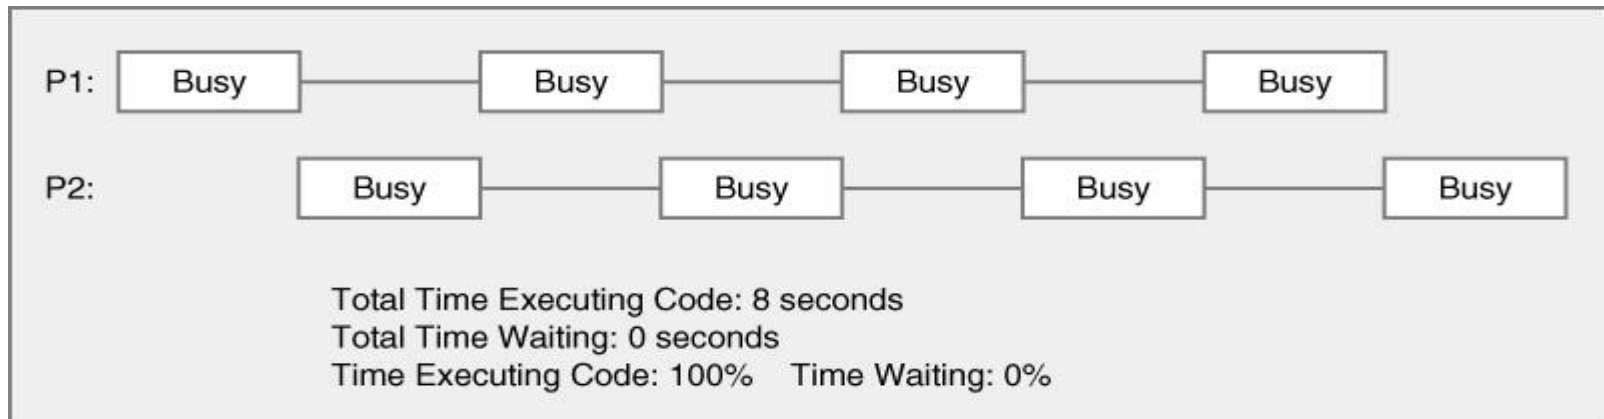 P1: Busy Busy Busy Busy
P2: Busy Busy Busy Busy
Total Time Executing Code: 8 seconds
Total Time Waiting: 0 seconds
Time Executing Code: 100% Time Waiting: 0%